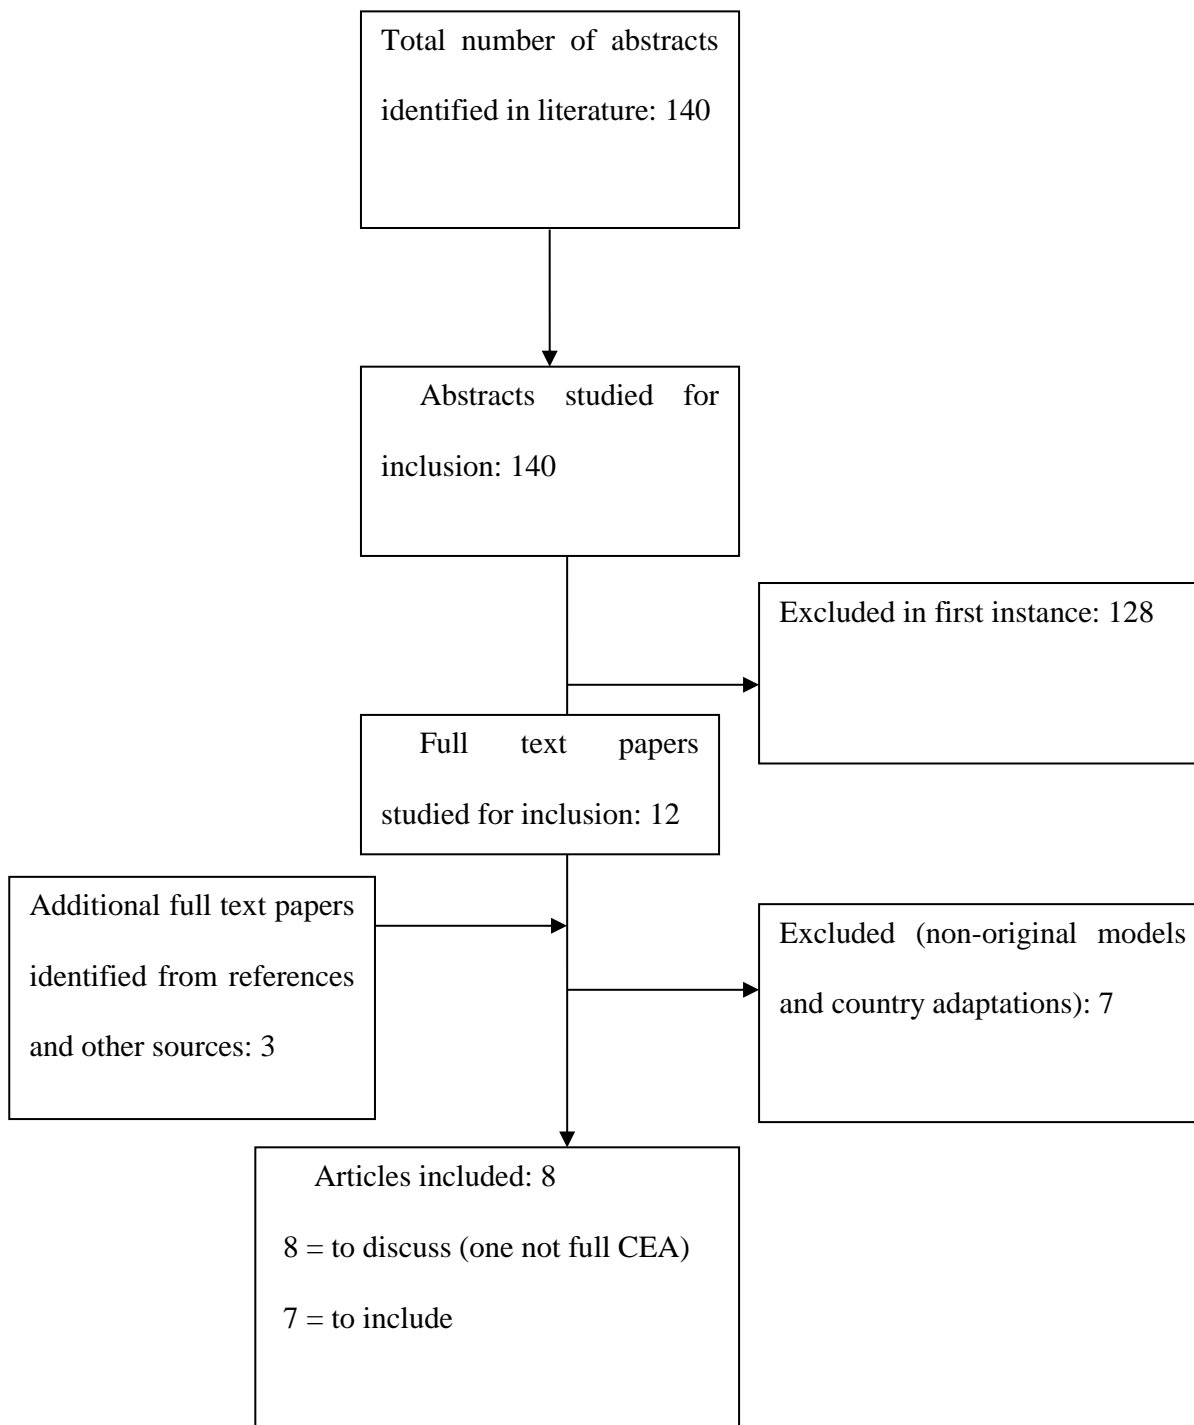 Total number of abstracts
identified in literature: 140
Abstracts studied for
inclusion: 140
Excluded in first instance: 128
Full text papers
studied for inclusion: 12
Additional full text papers
identified from references
and other sources: 3
Excluded (non-original models
and country adaptations): 7
Articles included: 8
8 = to discuss (one not full CEA)
7 = to include